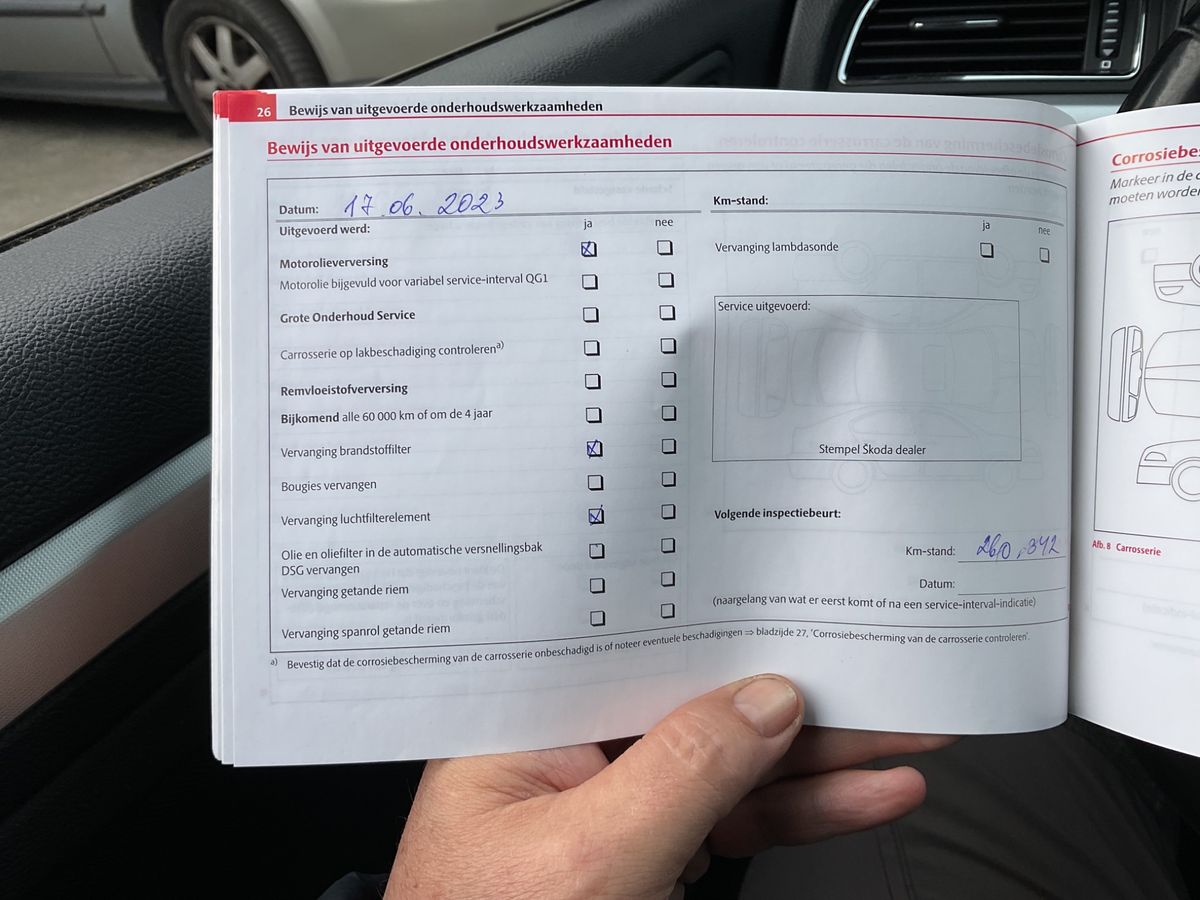 26 Bewijs van uitgevoerde onderhoudswerkzaamheden
Bewijs van uitgevoerde onderhoudswerkzaamheden
Datum: 17.06.2023
Uitgevoerd werd:
ja nee
Motorolieverversing
Motorolie bijgevuld voor variabel service-interval QG1
Grote Onderhoud Service
Carrosserie op lakbeschadiging controleren a)
Remvloeistofverversing
Bijkomend alle 60 000 km of om de 4 jaar
Vervanging brandstoffilter
Bougies vervangen
Vervanging luchtfilterelement
Olie en oliefilter in de automatische versnellingsbak
DSG vervangen
Vervanging getande riem
Vervanging spanrol getande riem
Km-stand:
ja nee
Vervanging lambdasonde
Service uitgevoerd:
Stempel Škoda dealer
Volgende inspectiebeurt:
Km-stand: 260.342
Datum:
(naargelang van wat er eerst komt of na een service-interval-indicatie)
a) Bevestig dat de corrosiebescherming van de carrosserie onbeschadigd is of noteer eventuele beschadigingen ⇒ bladzijde 27, 'Corrosiebescherming van de carrosserie controleren'.
Markeer in de
moeten worde
Afb. 8 Carrosserie